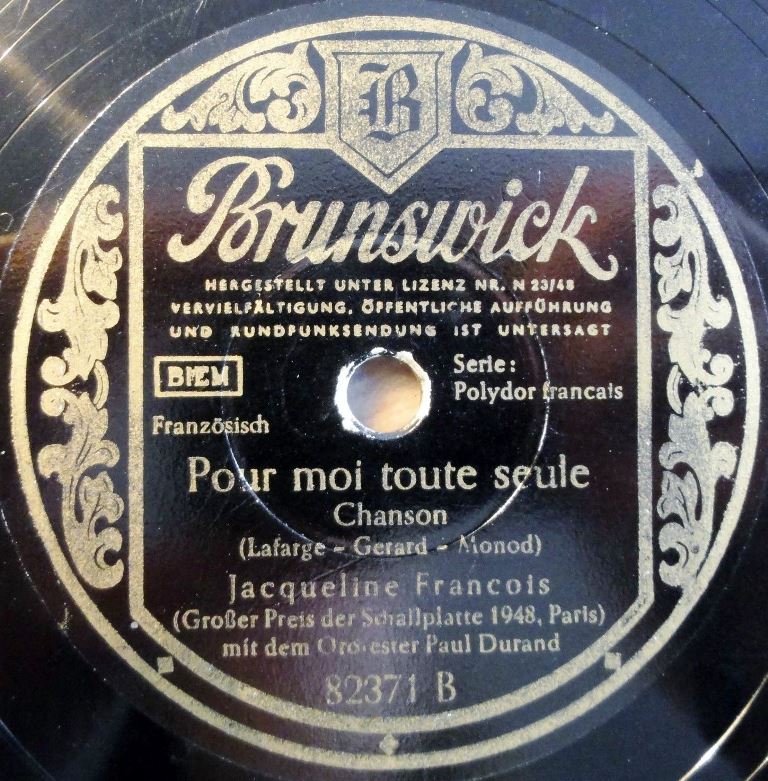 B
Brunswick
HERGESTELLT UNTER LIZENZ NR. N 23/48
VERVIELFÄLTIGUNG, ÖFFENTLICHE AUFFÜHRUNG
UND RUNDFUNKSENDUNG IST UNTERSAGT
BIEM
Serie:
Polydor francais
Französisch
Pour moi toute seule
Chanson
(Lafarge - Gerard - Monod)
Jacqueline Francois
(Großer Preis der Schallplatte 1948, Paris)
mit dem Orchester Paul Durand
82371 B